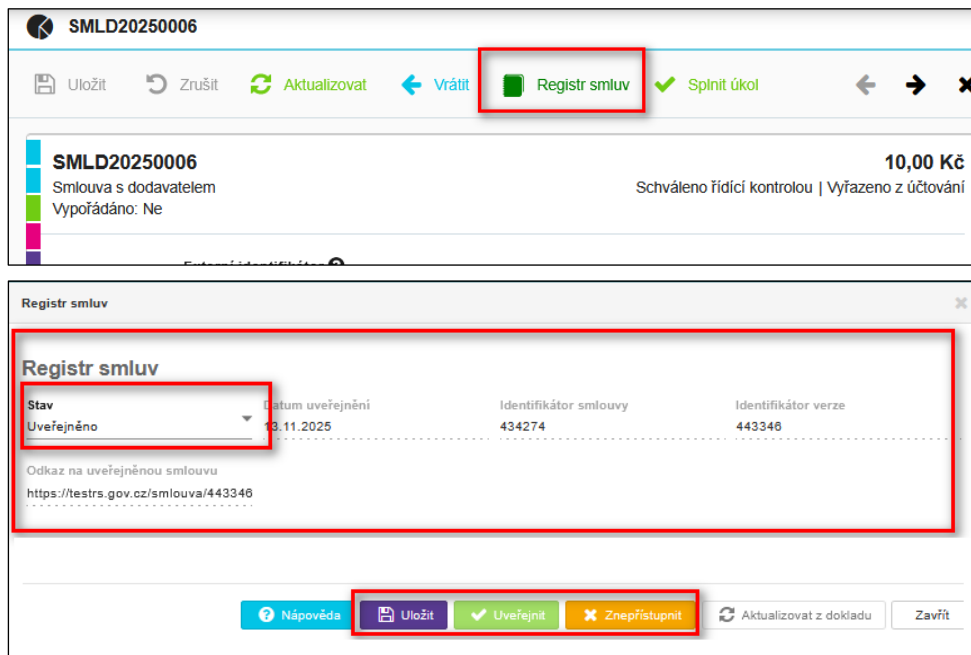 SMLD20250006
Uložit Zrušit Aktualizovat Vrátit Registr smluv Splnit úkol
SMLD20250006 10,00 Kč
Smlouva s dodavatelem Schváleno řídící kontrolou | Vyřazeno z účtování
Vypořádáno: Ne
Externí identifikátor
Registr smluv
Registr smluv
Stav Datum uveřejnění Identifikátor smlouvy Identifikátor verze
Uveřejněno 13.11.2025 434274 443346
Odkaz na uveřejněnou smlouvu
https://testrs.gov.cz/smlouva/443346
Nápověda Uložit Uveřejnit Znepřístupnit Aktualizovat z dokladu Zavřít